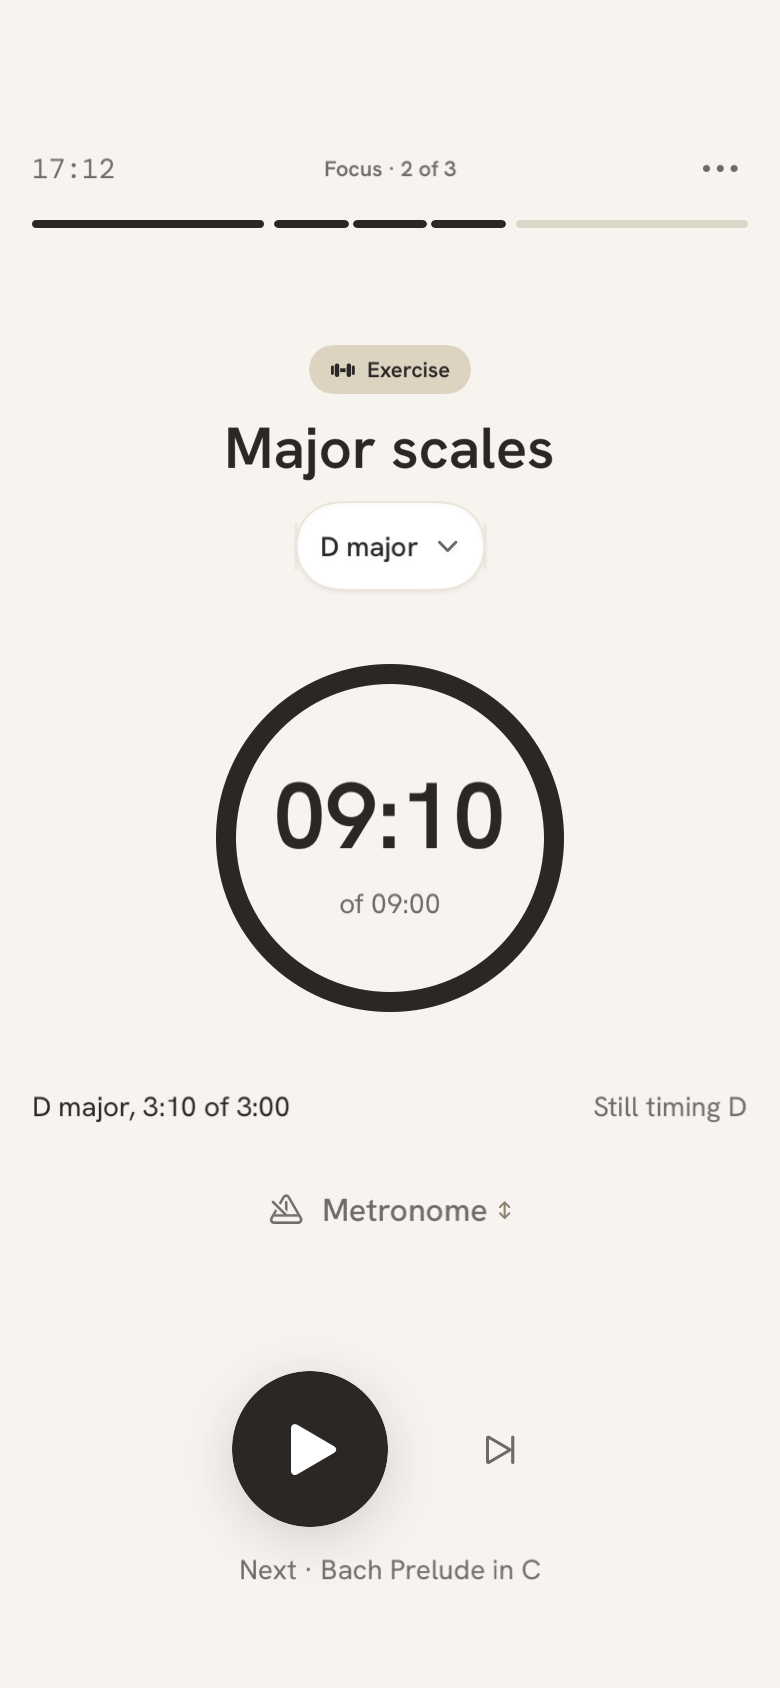 17:12
Focus · 2 of 3
Exercise
Major scales
D major
09:10
of 09:00
D major, 3:10 of 3:00
Still timing D
Metronome
Next · Bach Prelude in C